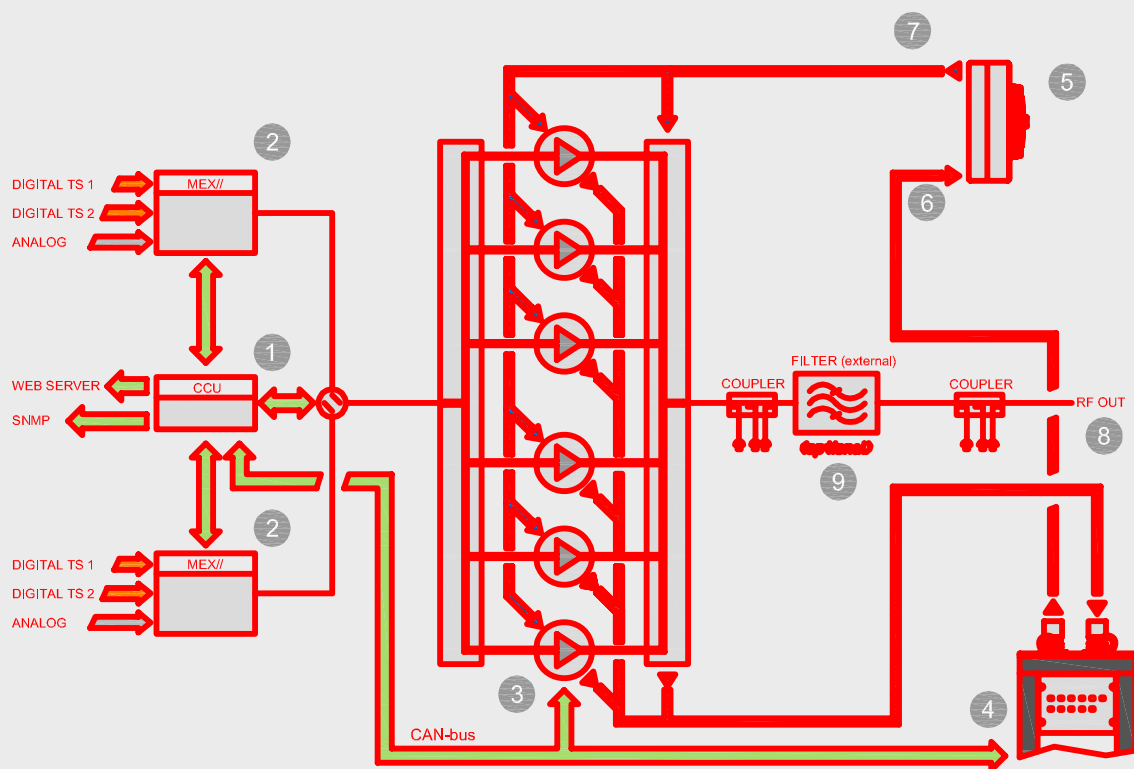 7
5
2
DIGITAL TS 1
MEX//
DIGITAL TS 2
6
ANALOG
1
FILTER (external)
WEB SERVER
CCU
COUPLER
COUPLER
RF OUT
SNMP
8
(optional)
9
2
DIGITAL TS 1
MEX//
DIGITAL TS 2
ANALOG
3
4
CAN-bus